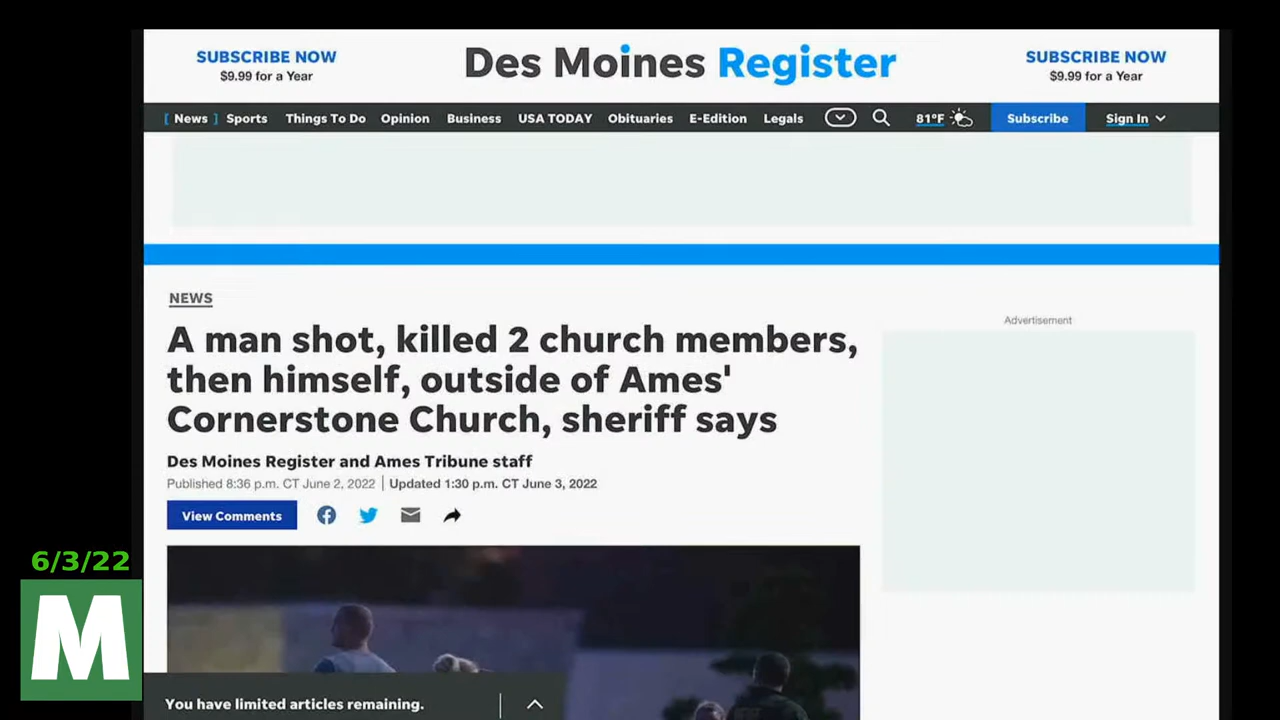 SUBSCRIBE NOW
$9.99 for a Year
Des Moines Register
SUBSCRIBE NOW
$9.99 for a Year
[ News ] Sports Things To Do Opinion Business USA TODAY Obituaries E-Edition Legals 81°F Subscribe Sign In
NEWS
A man shot, killed 2 church members,
then himself, outside of Ames'
Cornerstone Church, sheriff says
Des Moines Register and Ames Tribune staff
Published 8:36 p.m. CT June 2, 2022 | Updated 1:30 p.m. CT June 3, 2022
View Comments
Advertisement
6/3/22
M
You have limited articles remaining.